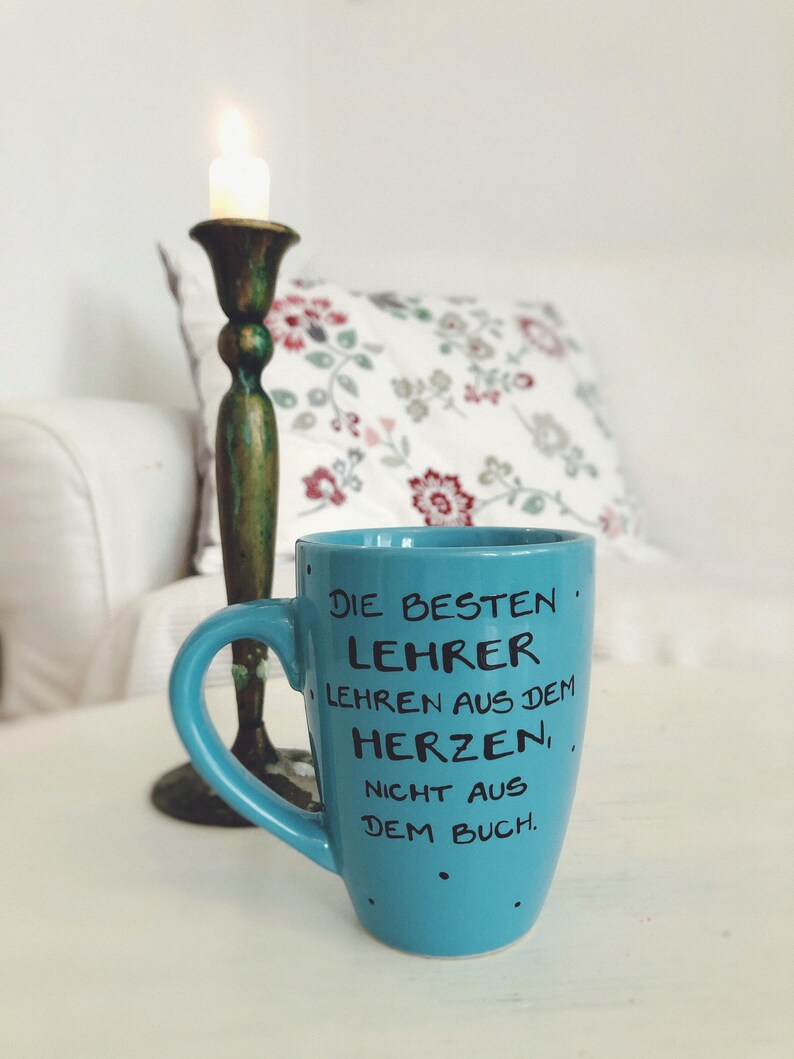 DIE BESTEN
LEHRER
LEHREN AUS DEM
HERZEN,
NICHT AUS
DEM BUCH.